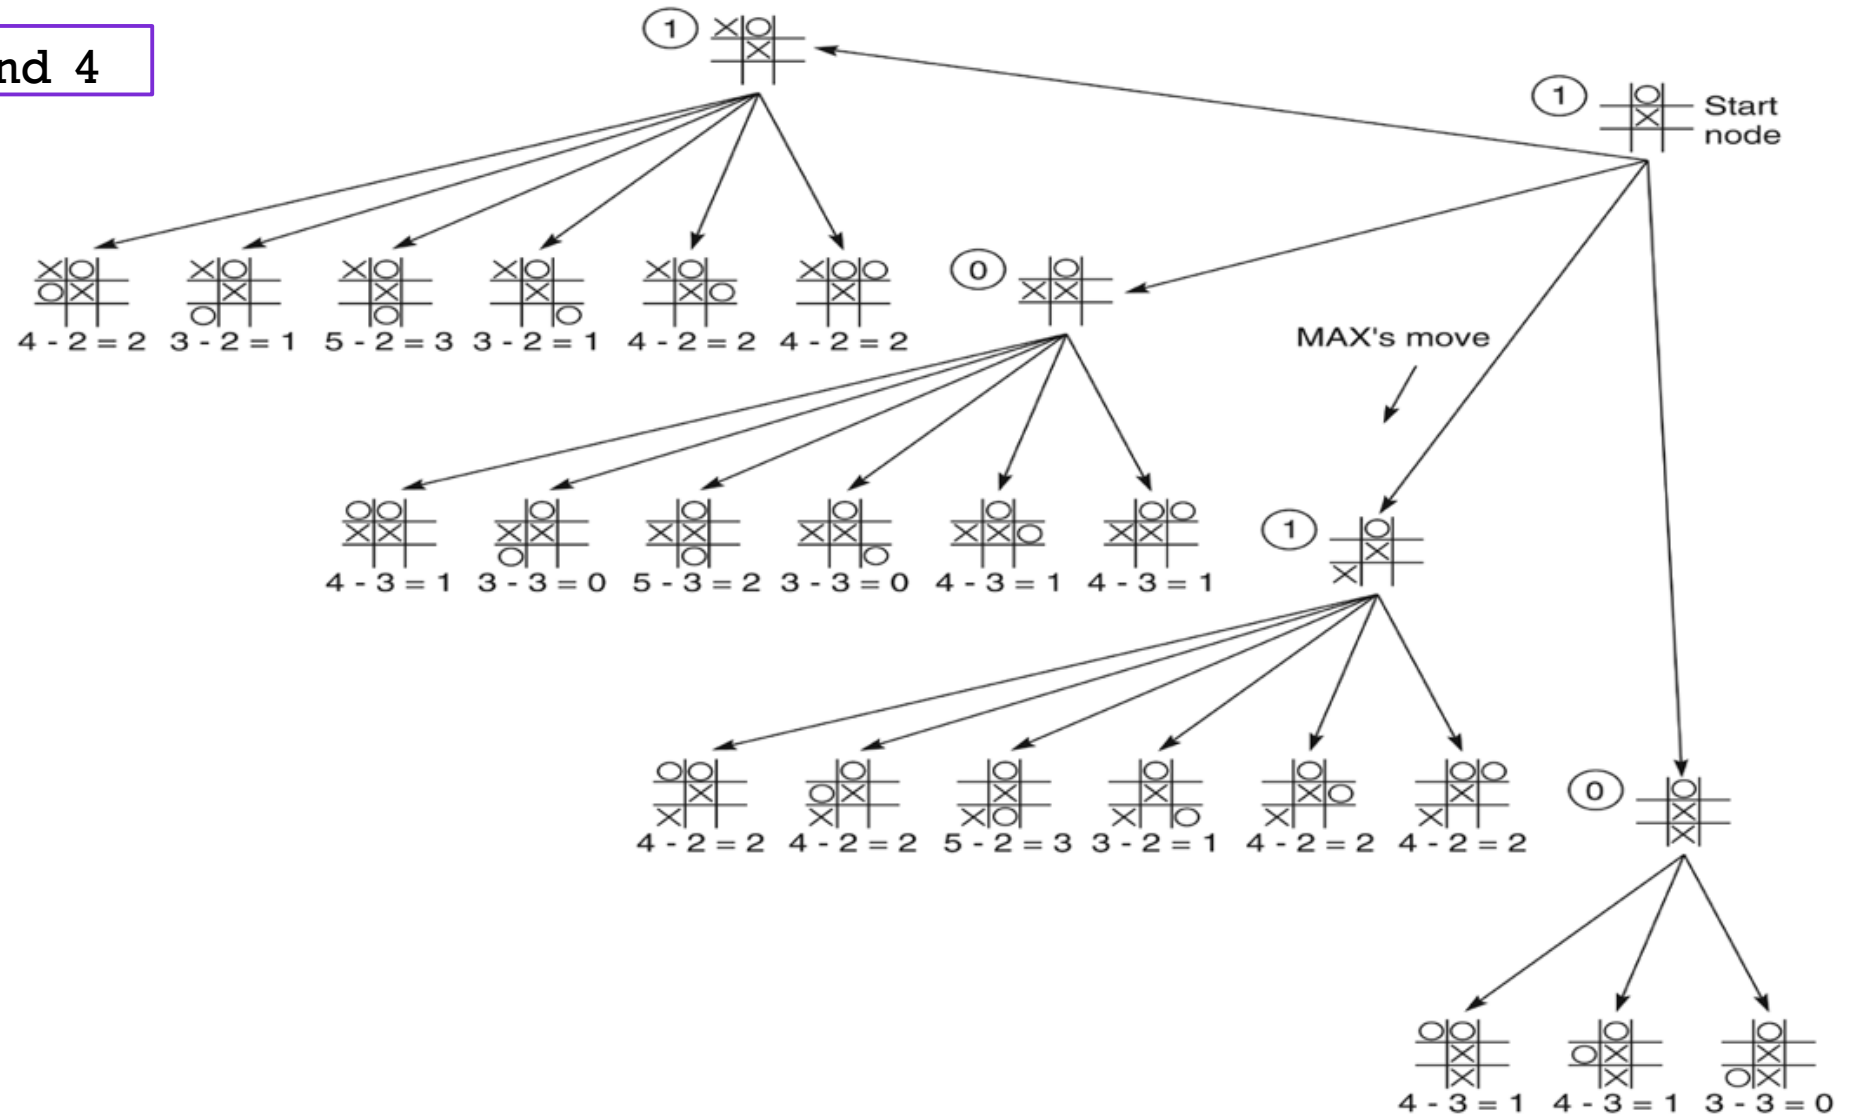 nd 4
1
1
Start
node
4 - 2 = 2 3 - 2 = 1 5 - 2 = 3 3 - 2 = 1 4 - 2 = 2 4 - 2 = 2
0
MAX's move
4 - 3 = 1 3 - 3 = 0 5 - 3 = 2 3 - 3 = 0 4 - 3 = 1 4 - 3 = 1
1
4 - 2 = 2 4 - 2 = 2 5 - 2 = 3 3 - 2 = 1 4 - 2 = 2 4 - 2 = 2
0
4 - 3 = 1 4 - 3 = 1 3 - 3 = 0